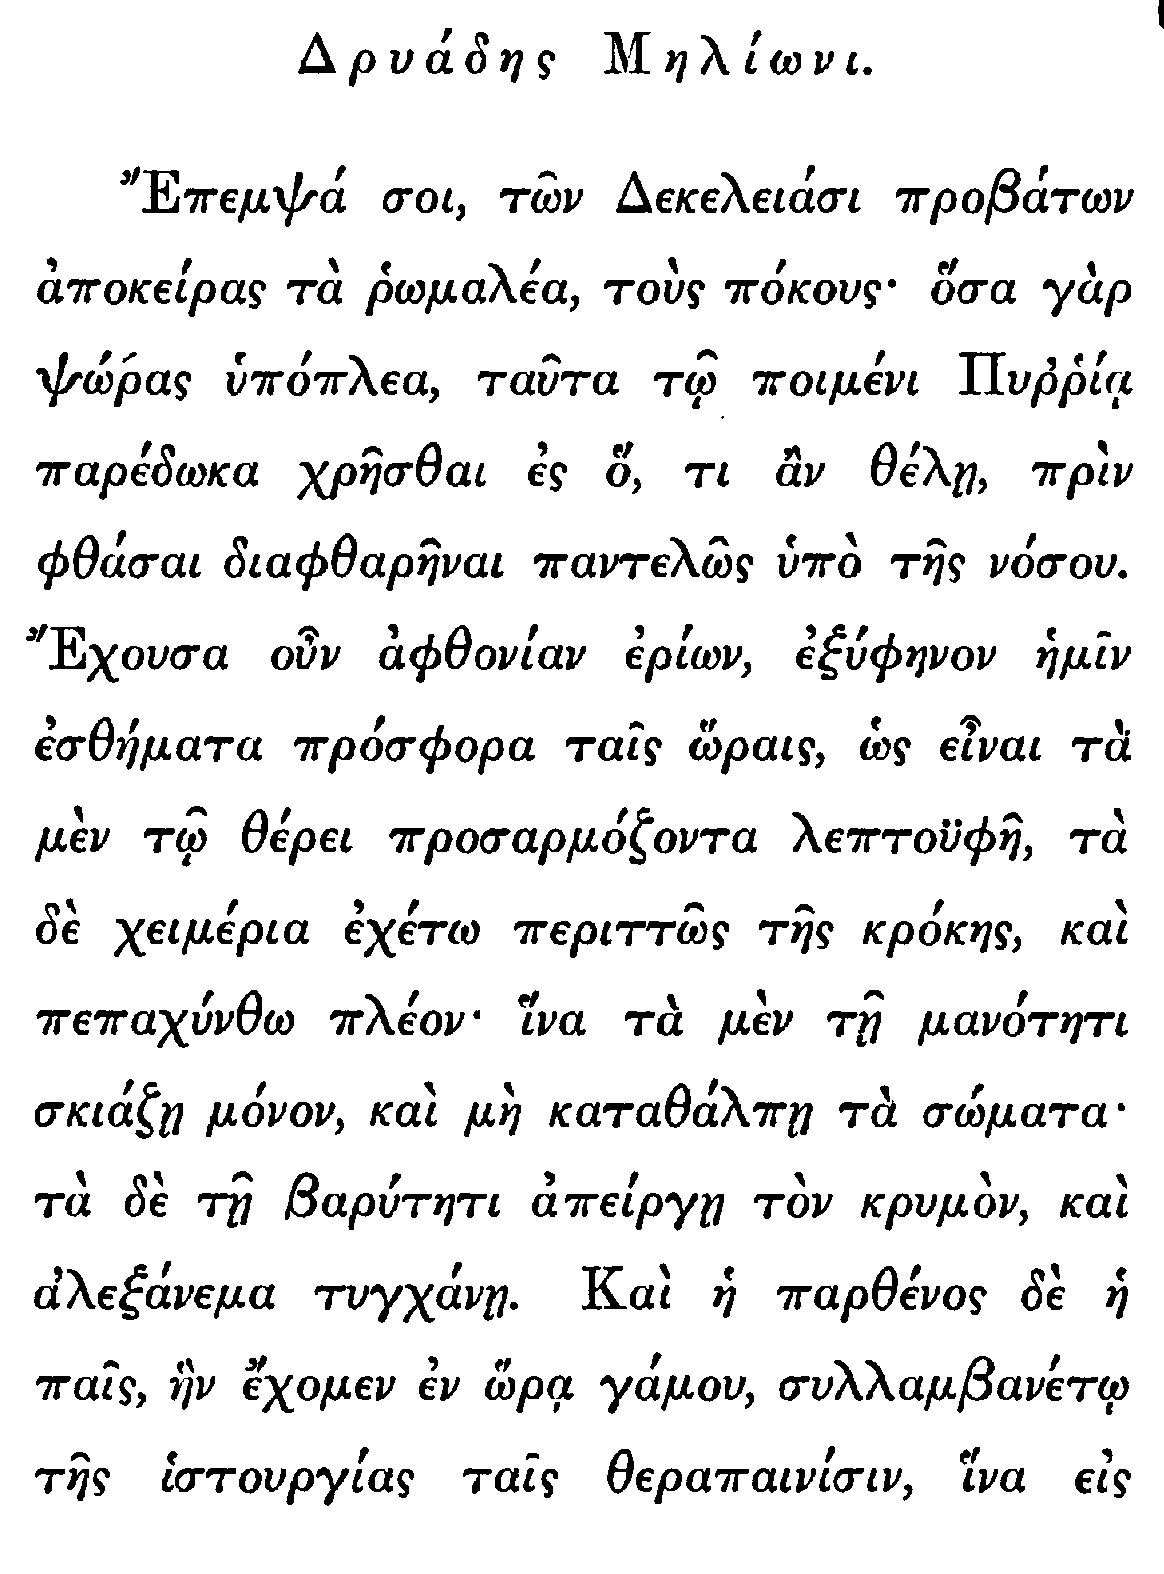 Δρυάδης Μηλίωνι.
Ἔπεμψά σοι, τῶν Δεκελειάσι προβάτων
ἀποκείρας τὰ ῥωμαλέα, τοὺς πόκους· ὅσα γὰρ
ψώρας ὑπόπλεα, ταῦτα τῷ ποιμένι Πυῤῥίᾳ
παρέδωκα χρῆσθαι ἐς ὅ, τι ἂν θέλῃ, πρὶν
φθάσαι διαφθαρῆναι παντελῶς ὑπὸ τῆς νόσου.
Ἔχουσα οὖν ἀφθονίαν ἐρίων, ἐξύφηνον ἡμῖν
ἐσθήματα πρόσφορα ταῖς ὥραις, ὡς εἶναι τὰ
μὲν τῷ θέρει προσαρμόζοντα λεπτοϋφῆ, τὰ
δὲ χειμέρια ἐχέτω περιττῶς τῆς κρόκης, καὶ
πεπαχύνθω πλέον· ἵνα τὰ μὲν τῇ μανότητι
σκιάζῃ μόνον, καὶ μὴ καταθάλπῃ τὰ σώματα·
τὰ δὲ τῇ βαρύτητι ἀπείργῃ τὸν κρυμὸν, καὶ
ἀλεξάνεμα τυγχάνῃ. Καὶ ἡ παρθένος δὲ ἡ
παῖς, ἣν ἔχομεν ἐν ὥρᾳ γάμου, συλλαμβανέτῳ
τῆς ἱστουργίας ταῖς θεραπαινίσιν, ἵνα εἰς